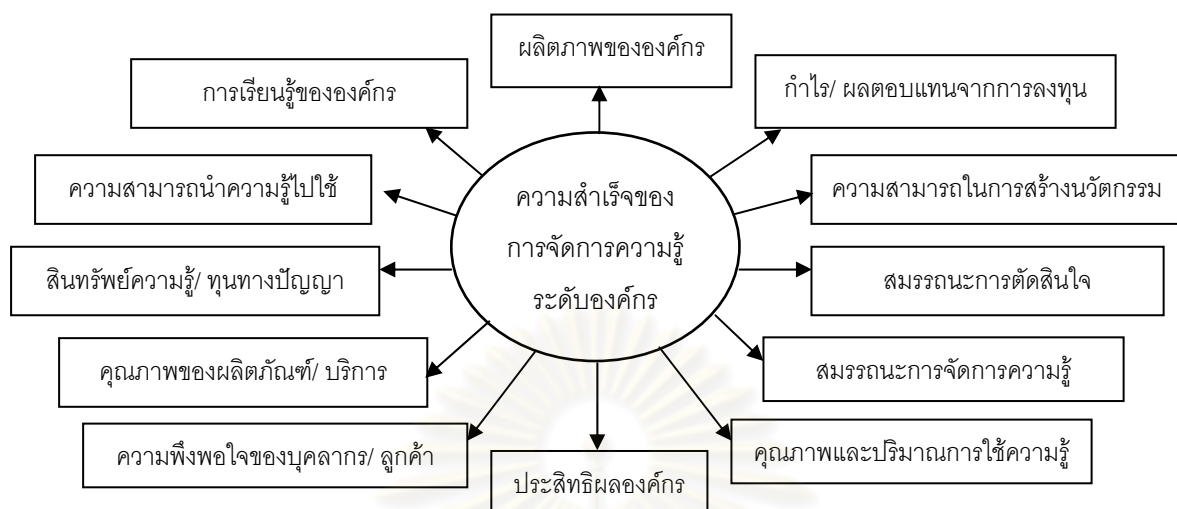 ผลิตภาพขององค์กร
การเรียนรู้ขององค์กร
กำไร/ ผลตอบแทนจากการลงทุน
ความสามารถนำความรู้ไปใช้
ความสำเร็จของ
การจัดการความรู้
ระดับองค์กร
ความสามารถในการสร้างนวัตกรรม
สินทรัพย์ความรู้/ ทุนทางปัญญา
สมรรถนะการตัดสินใจ
คุณภาพของผลิตภัณฑ์/ บริการ
สมรรถนะการจัดการความรู้
ความพึงพอใจของบุคลากร/ ลูกค้า
ประสิทธิผลองค์กร
คุณภาพและปริมาณการใช้ความรู้